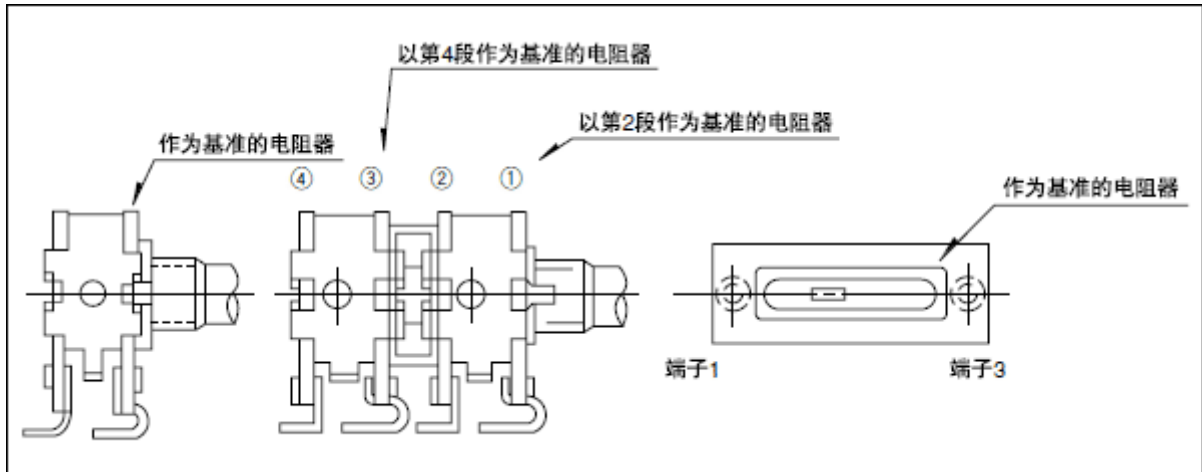 以第4段作为基准的电阻器
以第2段作为基准的电阻器
作为基准的电阻器
④ ③ ② ①
作为基准的电阻器
端子1 端子3